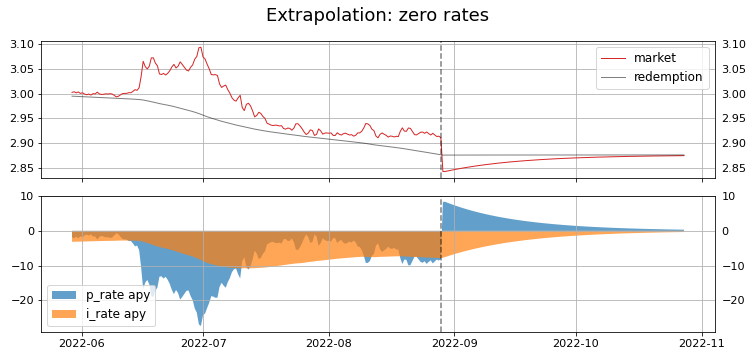 Extrapolation: zero rates
3.10 3.10
3.05 3.05
3.00 3.00
2.95 2.95
2.90 2.90
2.85 2.85
market
redemption
10 10
0 0
−10 −10
−20 −20
p_rate apy
i_rate apy
2022-06 2022-07 2022-08 2022-09 2022-10 2022-11